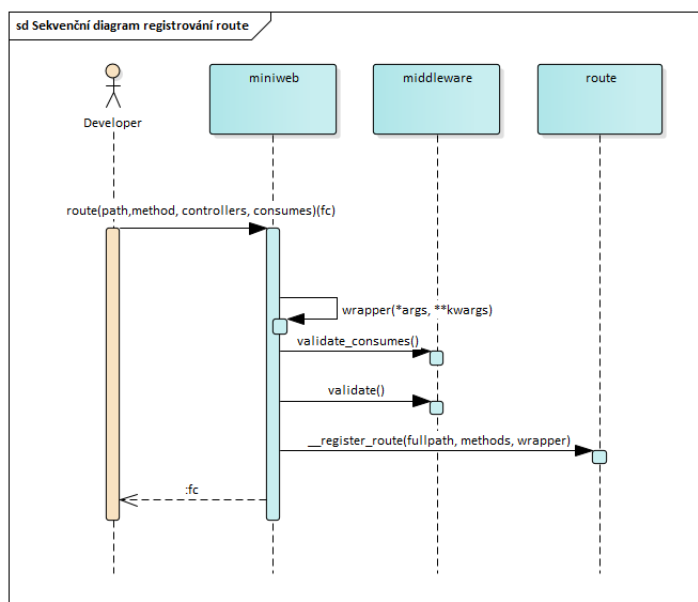 sd Sekvenční diagram registrování route
miniweb
middleware
route
Developer
route(path,method, controllers, consumes)(fc)
wrapper(*args, **kwargs)
validate_consumes()
validate()
__register_route(fullpath, methods, wrapper)
:fc